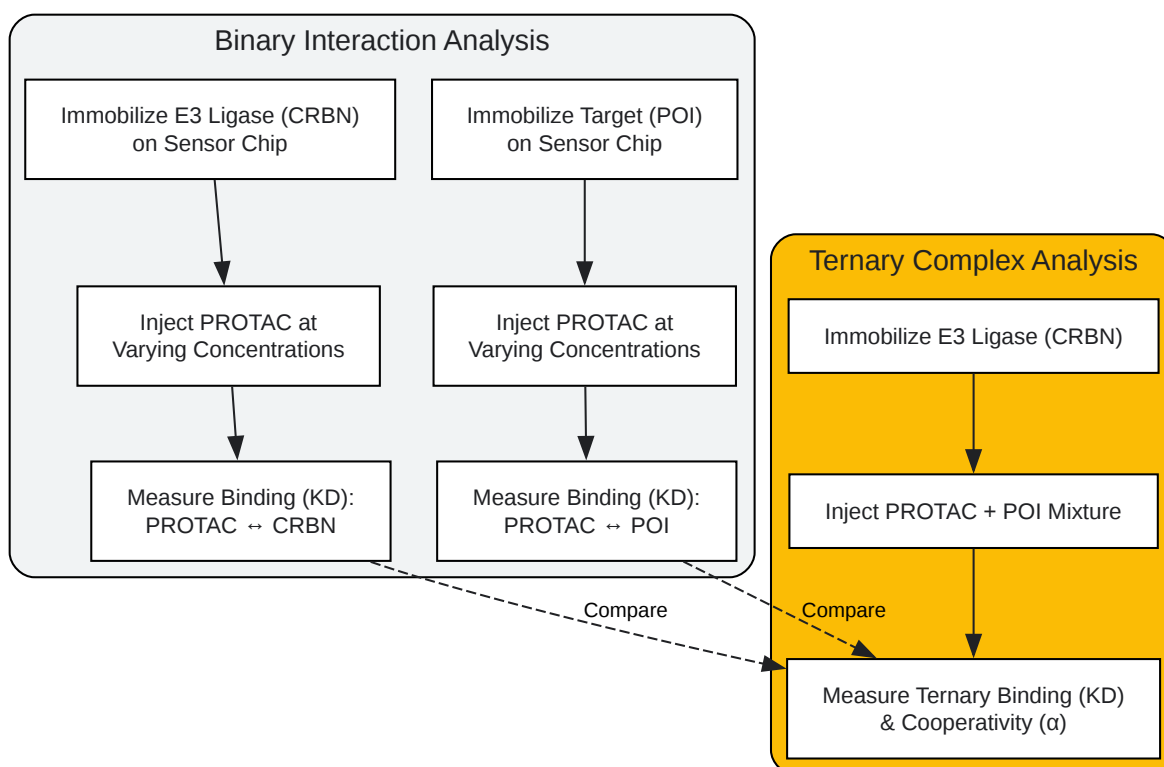 Binary Interaction Analysis
Immobilize E3 Ligase (CRBN)
on Sensor Chip
Immobilize Target (POI)
on Sensor Chip
Inject PROTAC at
Varying Concentrations
Inject PROTAC at
Varying Concentrations
Measure Binding (KD):
PROTAC ↔ CRBN
Measure Binding (KD):
PROTAC ↔ POI
Compare
Compare
Ternary Complex Analysis
Immobilize E3 Ligase (CRBN)
Inject PROTAC + POI Mixture
Measure Ternary Binding (KD)
& Cooperativity (α)